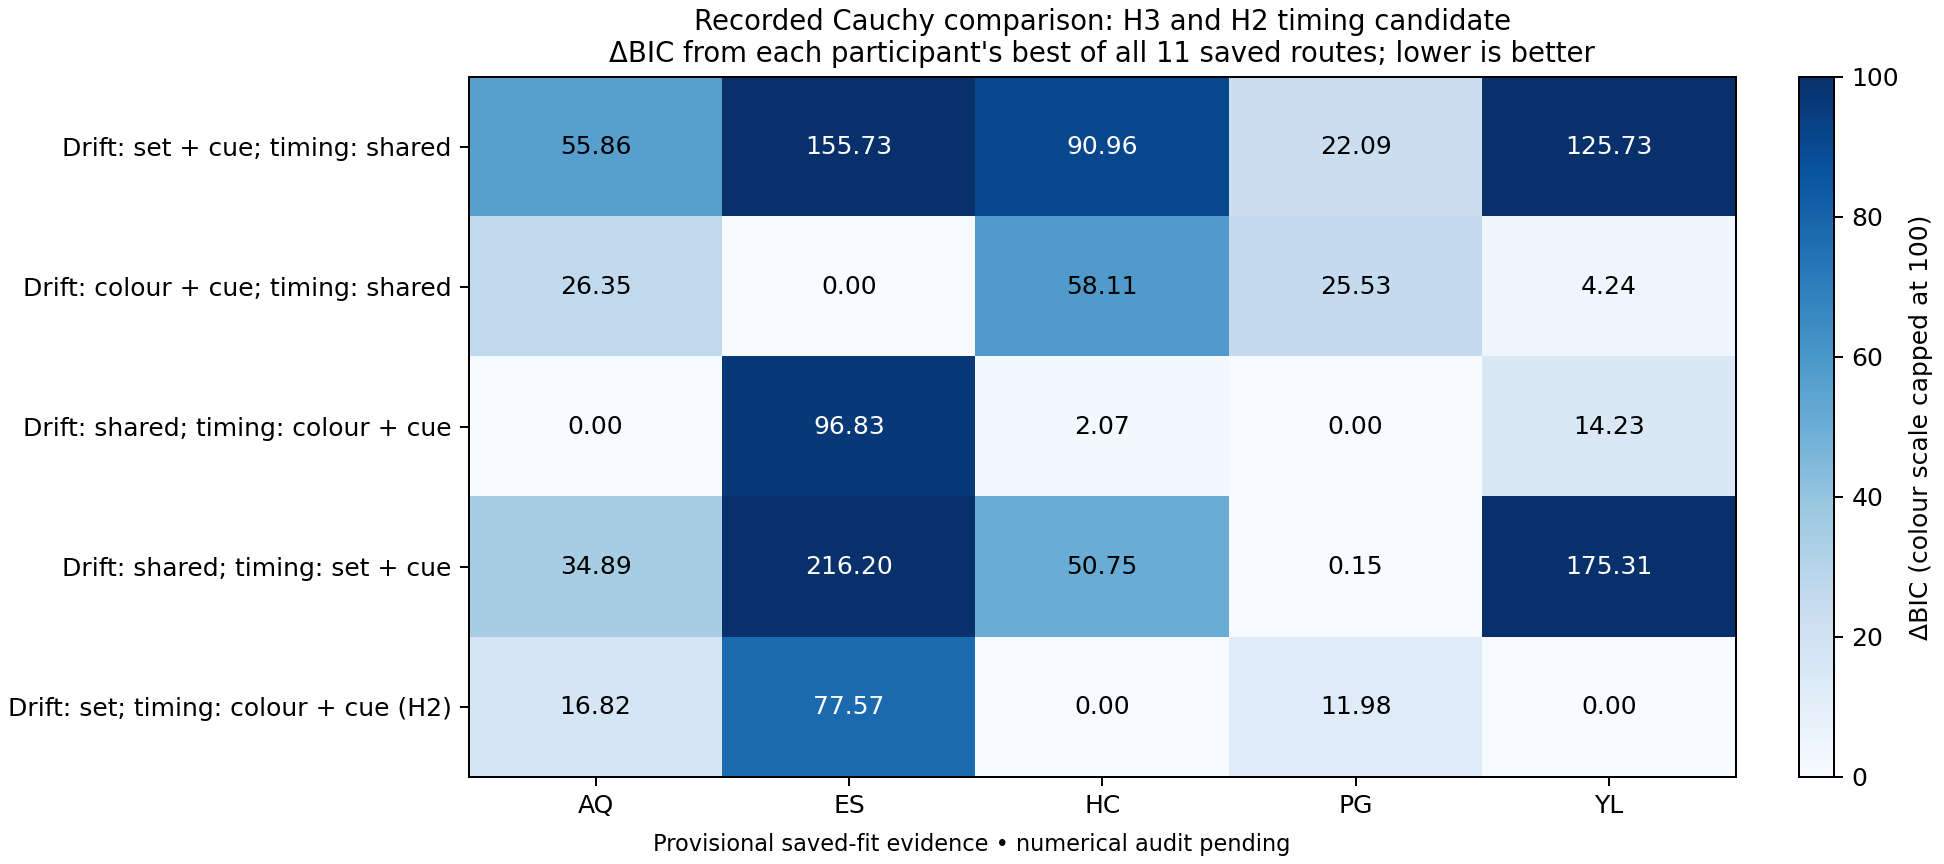 Recorded Cauchy comparison: H3 and H2 timing candidate
ΔBIC from each participant's best of all 11 saved routes; lower is better
Drift: set + cue; timing: shared
55.86 155.73 90.96 22.09 125.73
Drift: colour + cue; timing: shared
26.35 0.00 58.11 25.53 4.24
Drift: shared; timing: colour + cue
0.00 96.83 2.07 0.00 14.23
Drift: shared; timing: set + cue
34.89 216.20 50.75 0.15 175.31
Drift: set; timing: colour + cue (H2)
16.82 77.57 0.00 11.98 0.00
AQ ES HC PG YL
100
80
60
40
20
0
ΔBIC (colour scale capped at 100)
Provisional saved-fit evidence • numerical audit pending